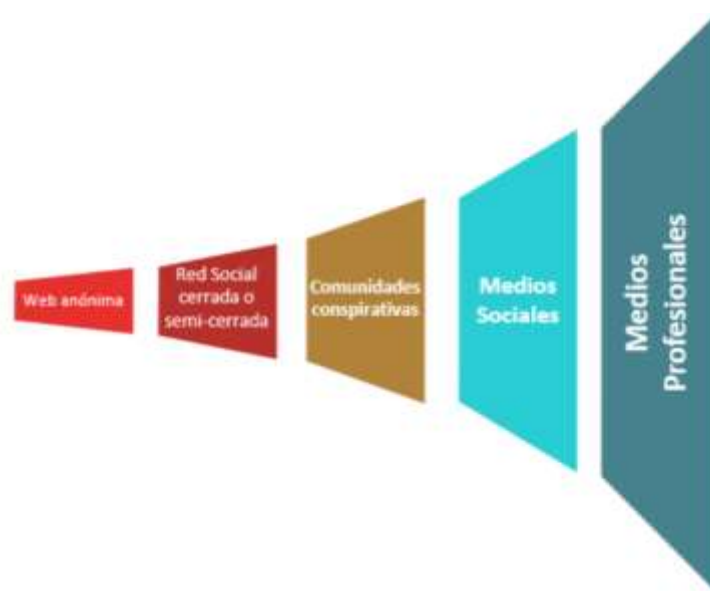 Web anónima
Red Social
cerrada o
semi-cerrada
Comunidades
conspirativas
Medios
Sociales
Medios
Profesionales